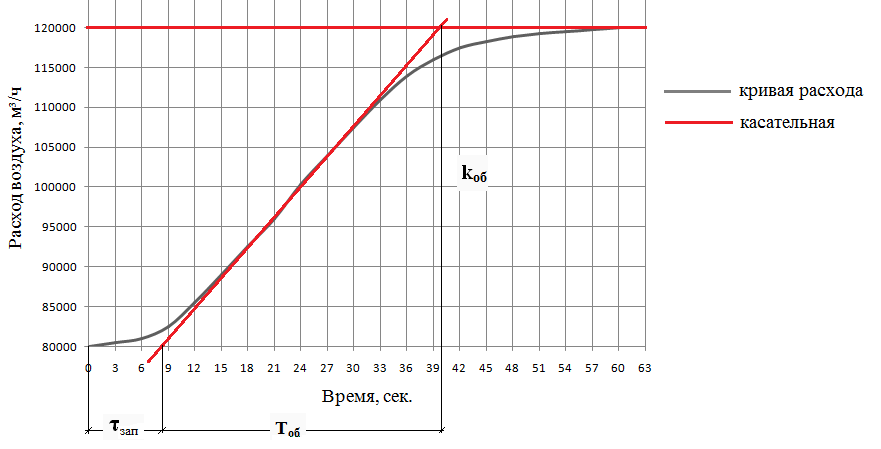 120000
115000
110000
105000
100000
95000
90000
85000
80000
Расход воздуха, м³/ч
0 3 6 9 12 15 18 21 24 27 30 33 36 39 42 45 48 51 54 57 60 63
Время, сек.
kоб
τзап
Tоб
кривая расхода
касательная